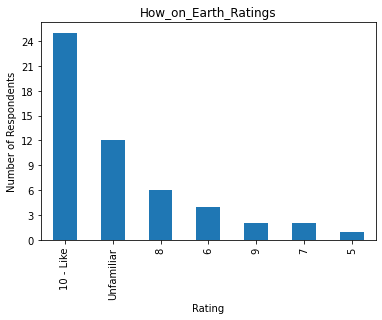 How_on_Earth_Ratings
Number of Respondents
24
21
18
15
12
9
6
3
0
10 - Like
Unfamiliar
8
6
9
7
5
Rating